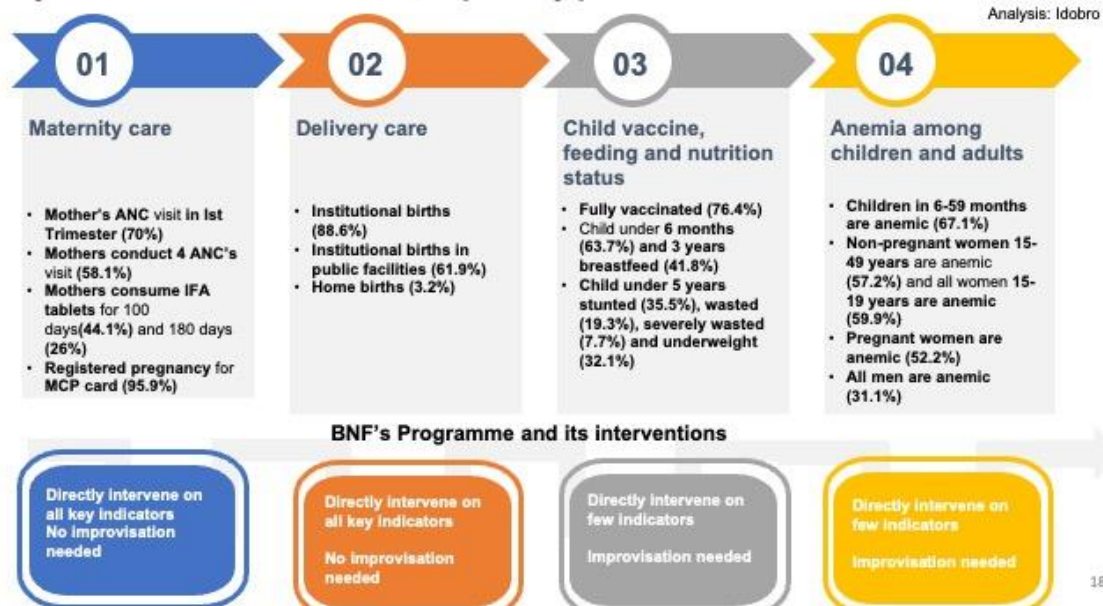 Analysis: Idobro
01
Maternity care
• Mother's ANC visit in Ist
Trimester (70%)
• Mothers conduct 4 ANC's
visit (58.1%)
• Mothers consume IFA
tablets for 100
days(44.1%) and 180 days
(26%)
• Registered pregnancy for
MCP card (95.9%)
02
Delivery care
• Institutional births
(88.6%)
• Institutional births in
public facilities (61.9%)
• Home births (3.2%)
03
Child vaccine,
feeding and nutrition
status
• Fully vaccinated (76.4%)
• Child under 6 months
(63.7%) and 3 years
breastfeed (41.8%)
• Child under 5 years
stunted (35.5%), wasted
(19.3%), severely wasted
(7.7%) and underweight
(32.1%)
04
Anemia among
children and adults
• Children in 6-59 months
are anemic (67.1%)
• Non-pregnant women 15-
49 years are anemic
(57.2%) and all women 15-
19 years are anemic
(59.9%)
• Pregnant women are
anemic (52.2%)
• All men are anemic
(31.1%)
BNF's Programme and its interventions
Directly intervene on
all key indicators
No improvisation
needed
Directly intervene on
all key indicators
No improvisation
needed
Directly intervene on
few indicators
Improvisation needed
Directly intervene on
few indicators
Improvisation needed
18